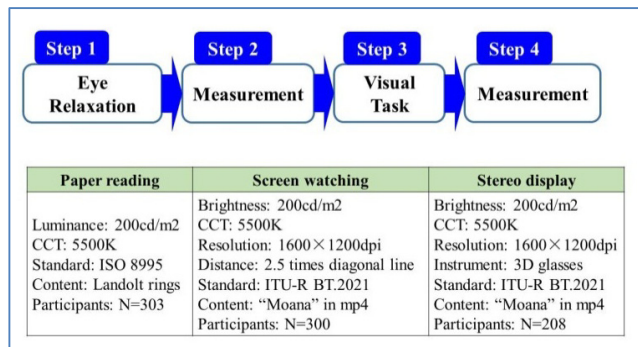 Step 1
Step 2
Step 3
Step 4
Eye
Relaxation
Measurement
Visual
Task
Measurement
Paper reading
Luminance: 200cd/m2
CCT: 5500K
Standard: ISO 8995
Content: Landolt rings
Participants: N=303
Screen watching
Brightness: 200cd/m2
CCT: 5500K
Resolution: 1600×1200dpi
Distance: 2.5 times diagonal line
Standard: ITU-R BT.2021
Content: “Moana” in mp4
Participants: N=300
Stereo display
Brightness: 200cd/m2
CCT: 5500K
Resolution: 1600×1200dpi
Instrument: 3D glasses
Standard: ITU-R BT.2021
Content: “Moana” in mp4
Participants: N=208